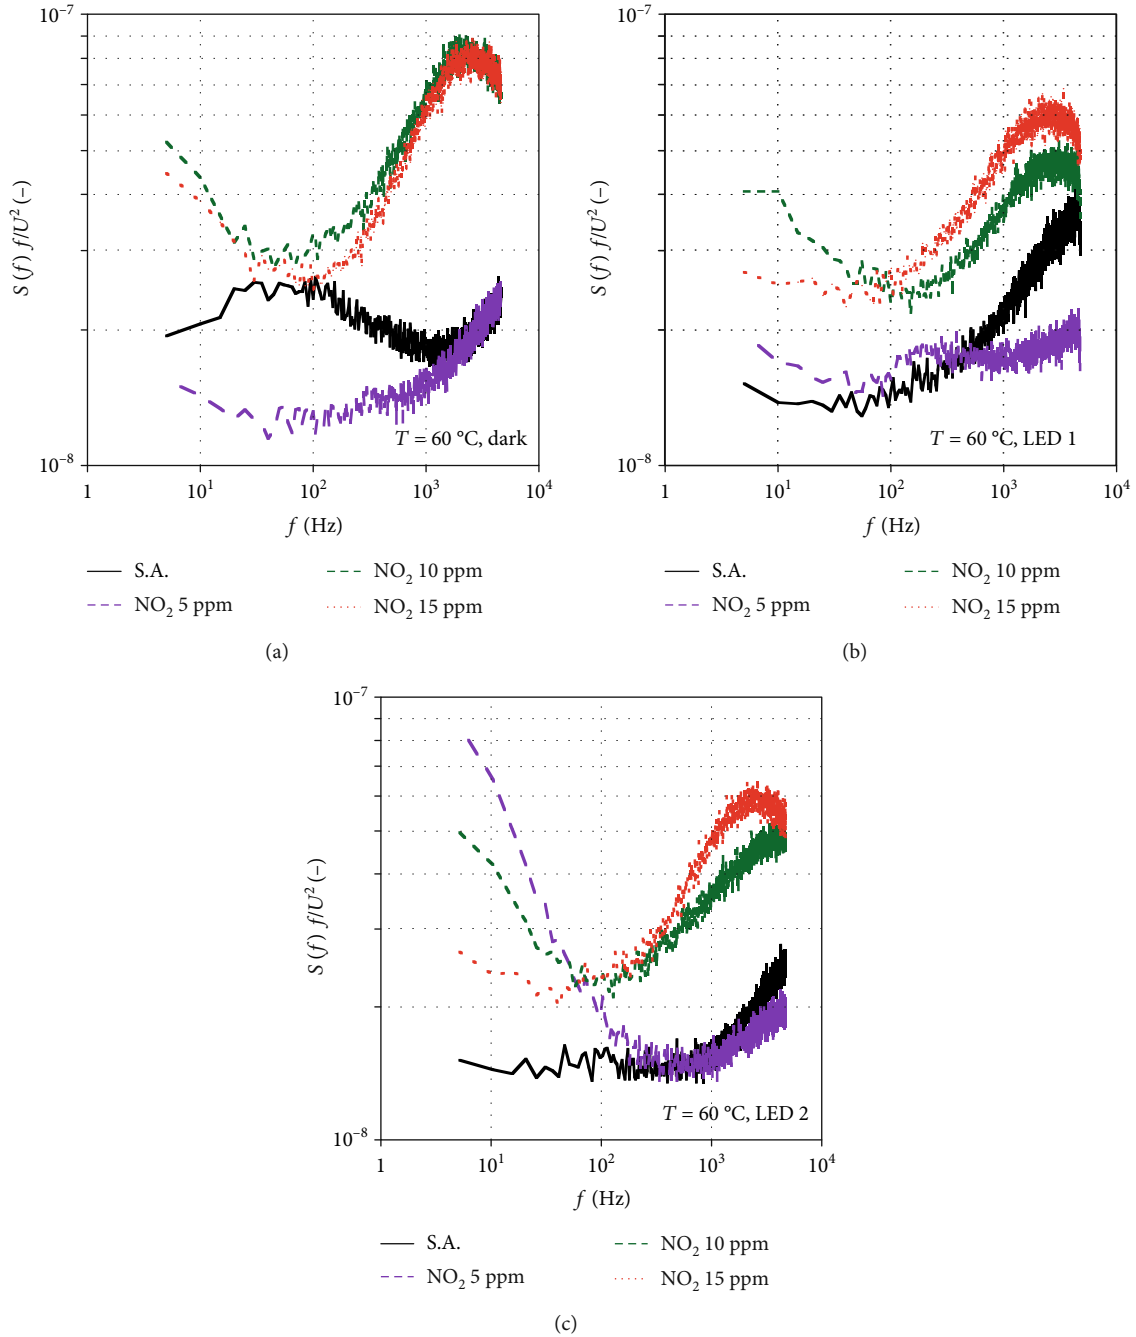 10⁻⁷
S (f) f/U² (–)
10⁻⁸
T = 60 °C, dark
1 10¹ 10² 10³ 10⁴
f (Hz)
S.A.
NO₂ 5 ppm
NO₂ 10 ppm
NO₂ 15 ppm
(a)
10⁻⁷
S (f) f/U² (–)
10⁻⁸
T = 60 °C, LED 1
1 10¹ 10² 10³ 10⁴
f (Hz)
S.A.
NO₂ 5 ppm
NO₂ 10 ppm
NO₂ 15 ppm
(b)
10⁻⁷
S (f) f/U² (–)
10⁻⁸
T = 60 °C, LED 2
1 10¹ 10² 10³ 10⁴
f (Hz)
S.A.
NO₂ 5 ppm
NO₂ 10 ppm
NO₂ 15 ppm
(c)